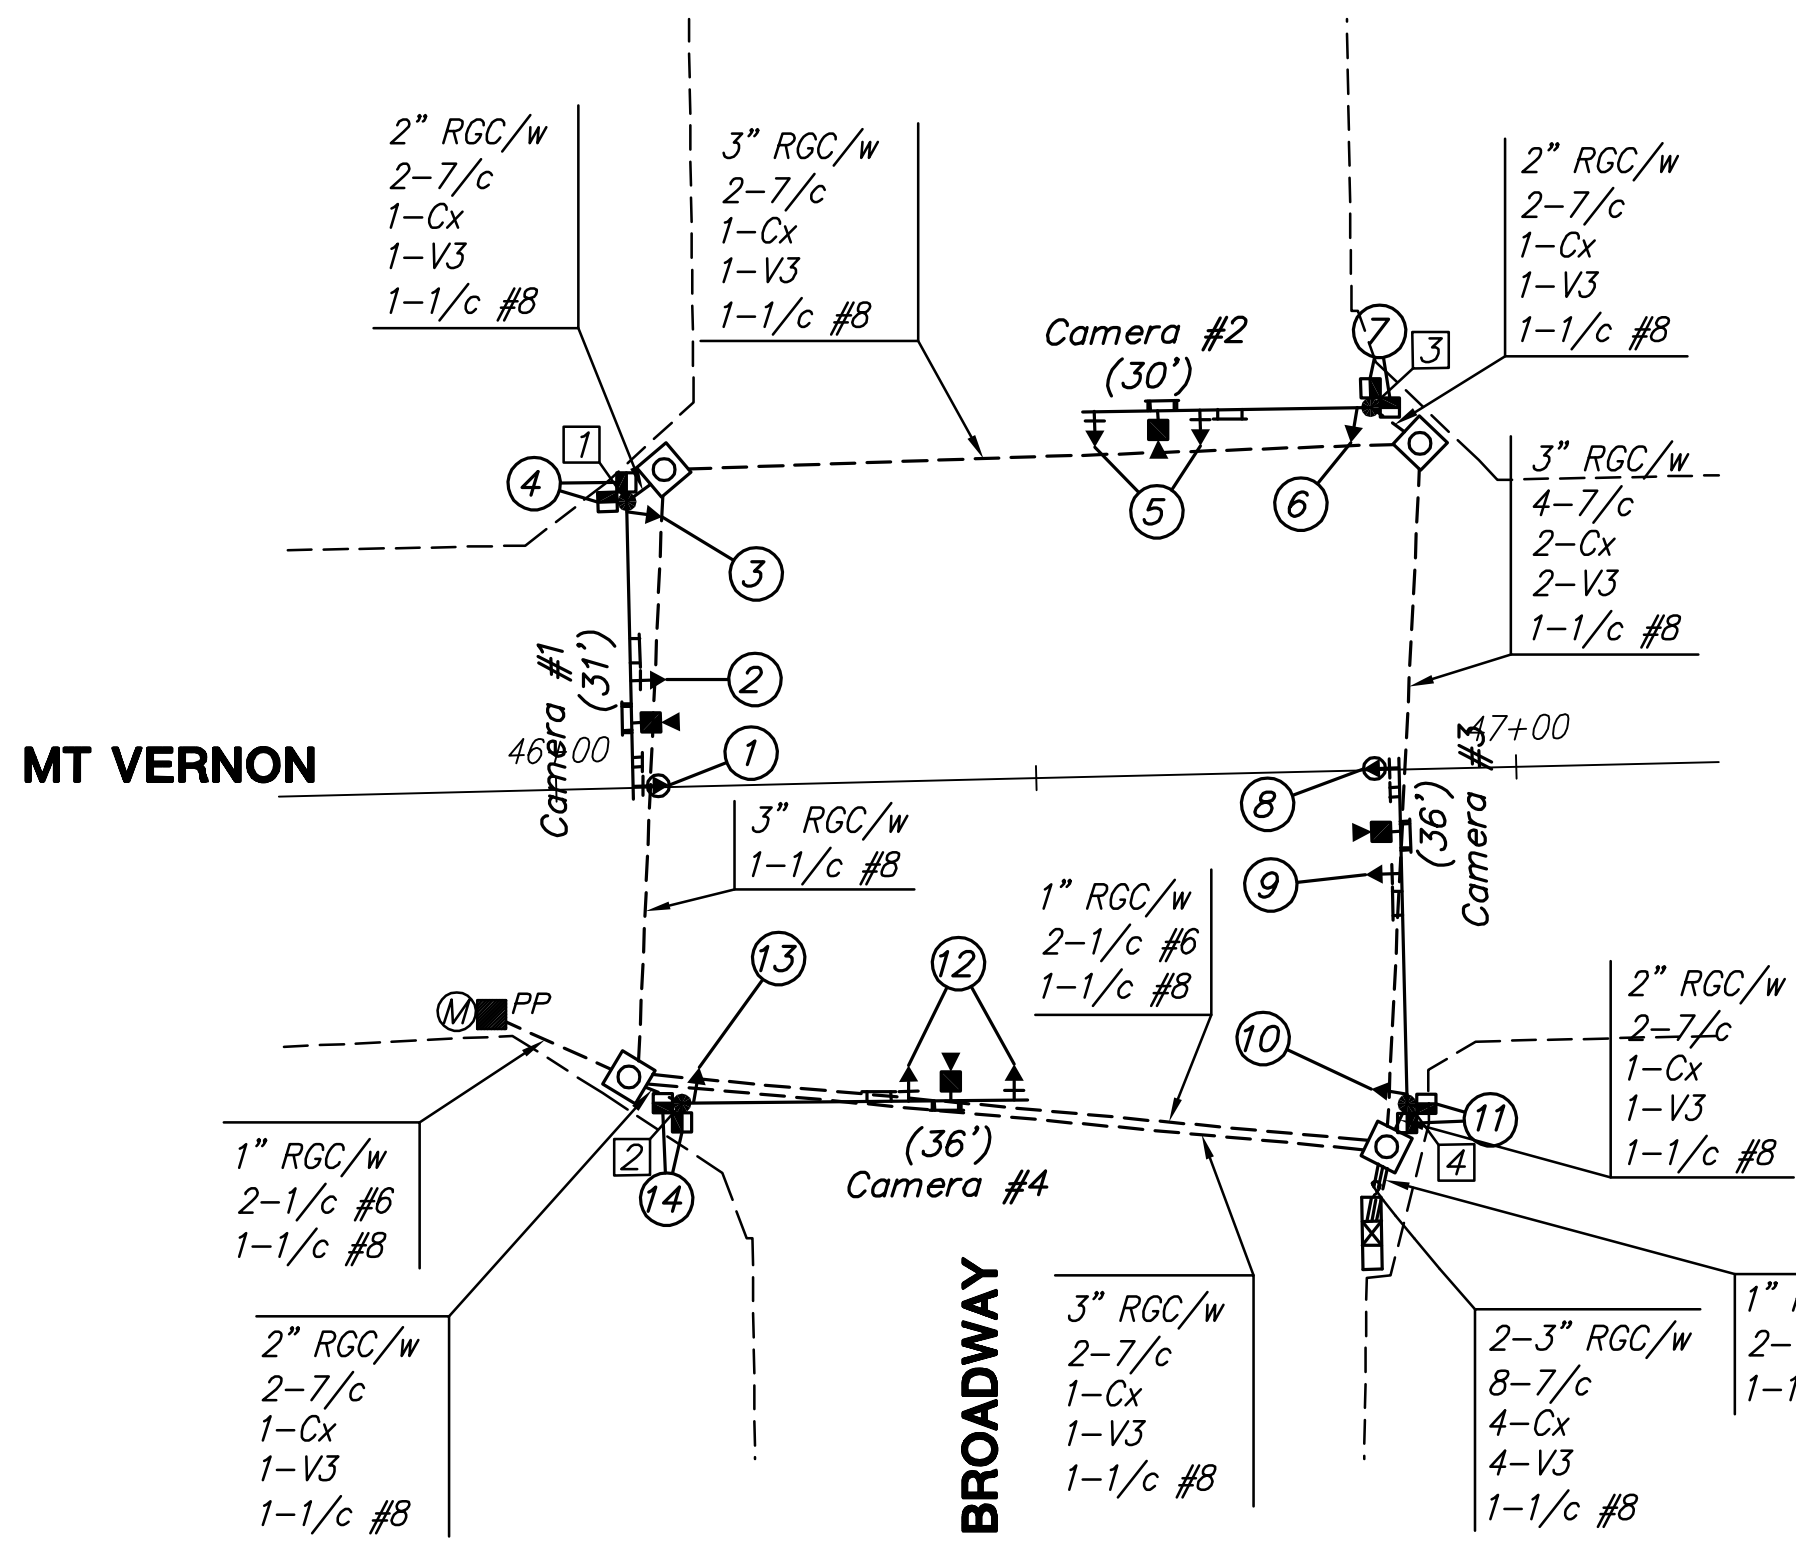 2” RGC/w
2-7/c
1-Cx
1-V3
1-1/c #8
3” RGC/w
2-7/c
1-Cx
1-V3
1-1/c #8
2” RGC/w
2-7/c
1-Cx
1-V3
1-1/c #8
Camera #2
(30’)
7
3
1
4
5
6
3
3” RGC/w
4-7/c
2-Cx
2-V3
1-1/c #8
Camera #1
(31’)
2
1
MT VERNON
46+00
47+00
8
9
Camera #3
(36’)
3” RGC/w
1-1/c #8
1” RGC/w
2-1/c #6
1-1/c #8
13
12
10
11
M
PP
2” RGC/w
2-7/c
1-Cx
1-V3
1-1/c #8
2
14
4
(36’)
Camera #4
1” RGC/w
2-1/c #6
1-1/c #8
2” RGC/w
2-7/c
1-Cx
1-V3
1-1/c #8
BROADWAY
3” RGC/w
2-7/c
1-Cx
1-V3
1-1/c #8
2-3” RGC/w
8-7/c
4-Cx
4-V3
1-1/c #8
1”
2-
1-1